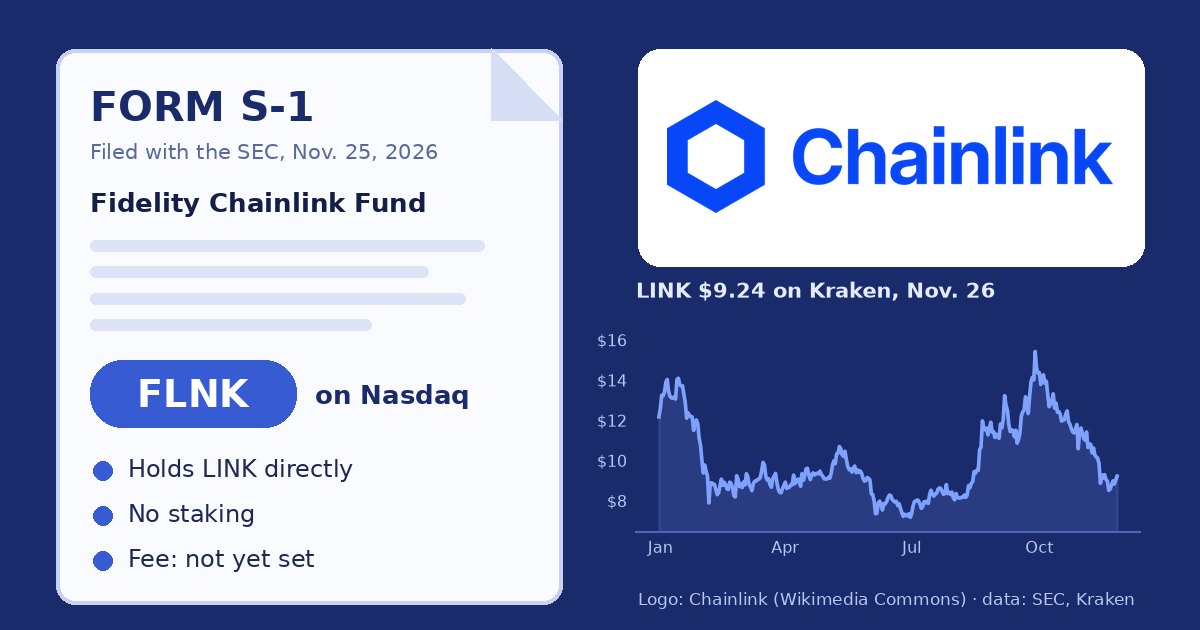 FORM S-1
Filed with the SEC, Nov. 25, 2026
Fidelity Chainlink Fund
FLNK on Nasdaq
Holds LINK directly
No staking
Fee: not yet set
Chainlink
LINK $9.24 on Kraken, Nov. 26
$16
$14
$12
$10
$8
Jan Apr Jul Oct
Logo: Chainlink (Wikimedia Commons) · data: SEC, Kraken